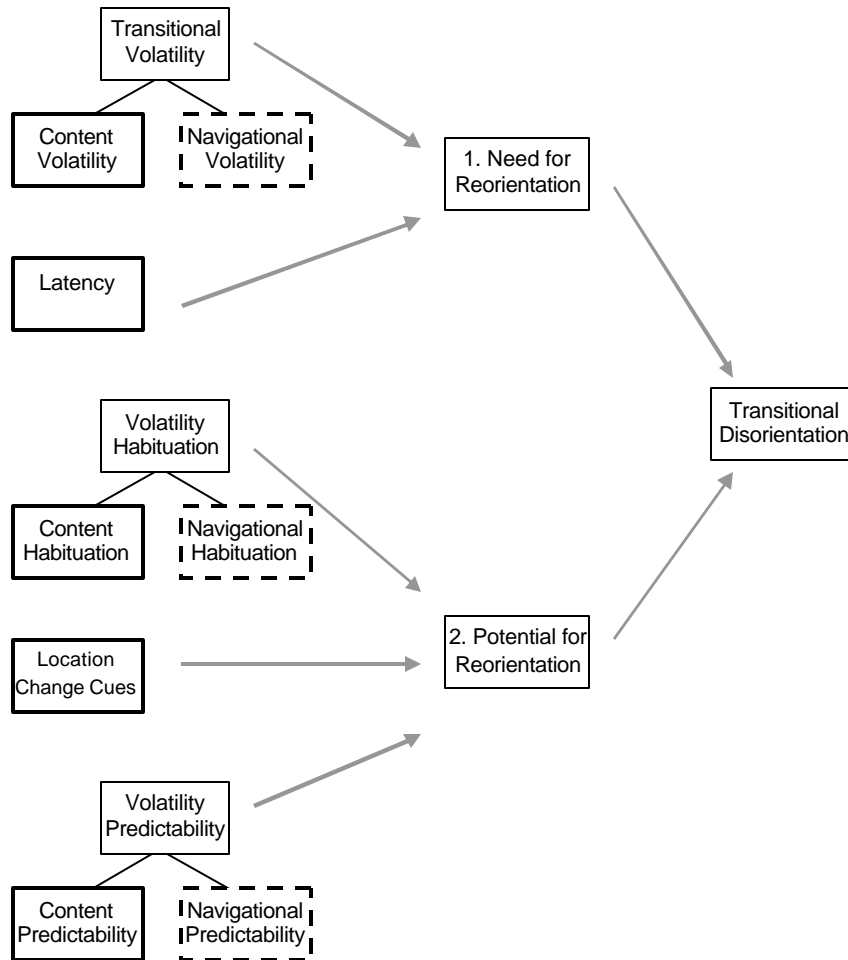 Transitional
Volatility
Content
Volatility
Navigational
Volatility
1. Need for
Reorientation
Latency
Volatility
Habituation
Transitional
Disorientation
Content
Habituation
Navigational
Habituation
2. Potential for
Reorientation
Location
Change Cues
Volatility
Predictability
Content
Predictability
Navigational
Predictability